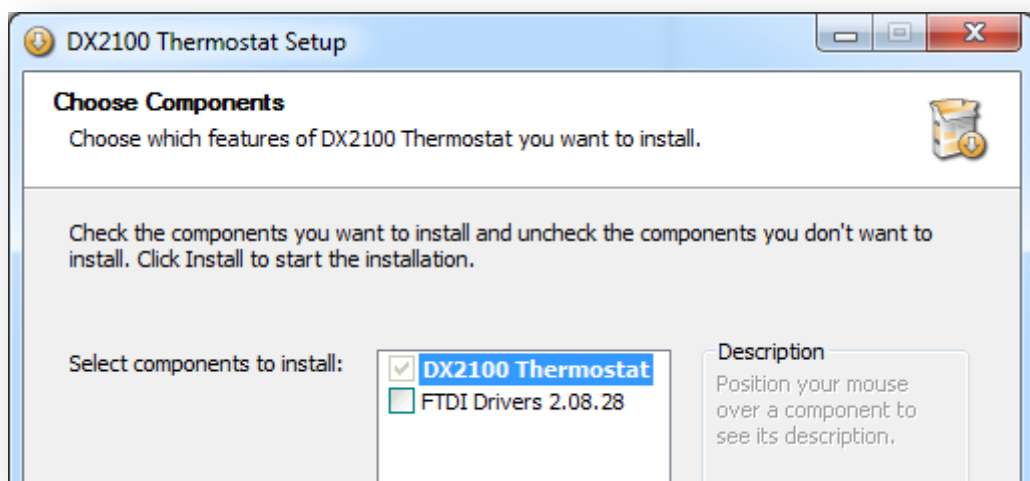 DX2100 Thermostat Setup
Choose Components
Choose which features of DX2100 Thermostat you want to install.
Check the components you want to install and uncheck the components you don't want to
install. Click Install to start the installation.
Select components to install:
DX2100 Thermostat
FTDI Drivers 2.08.28
Description
Position your mouse
over a component to
see its description.